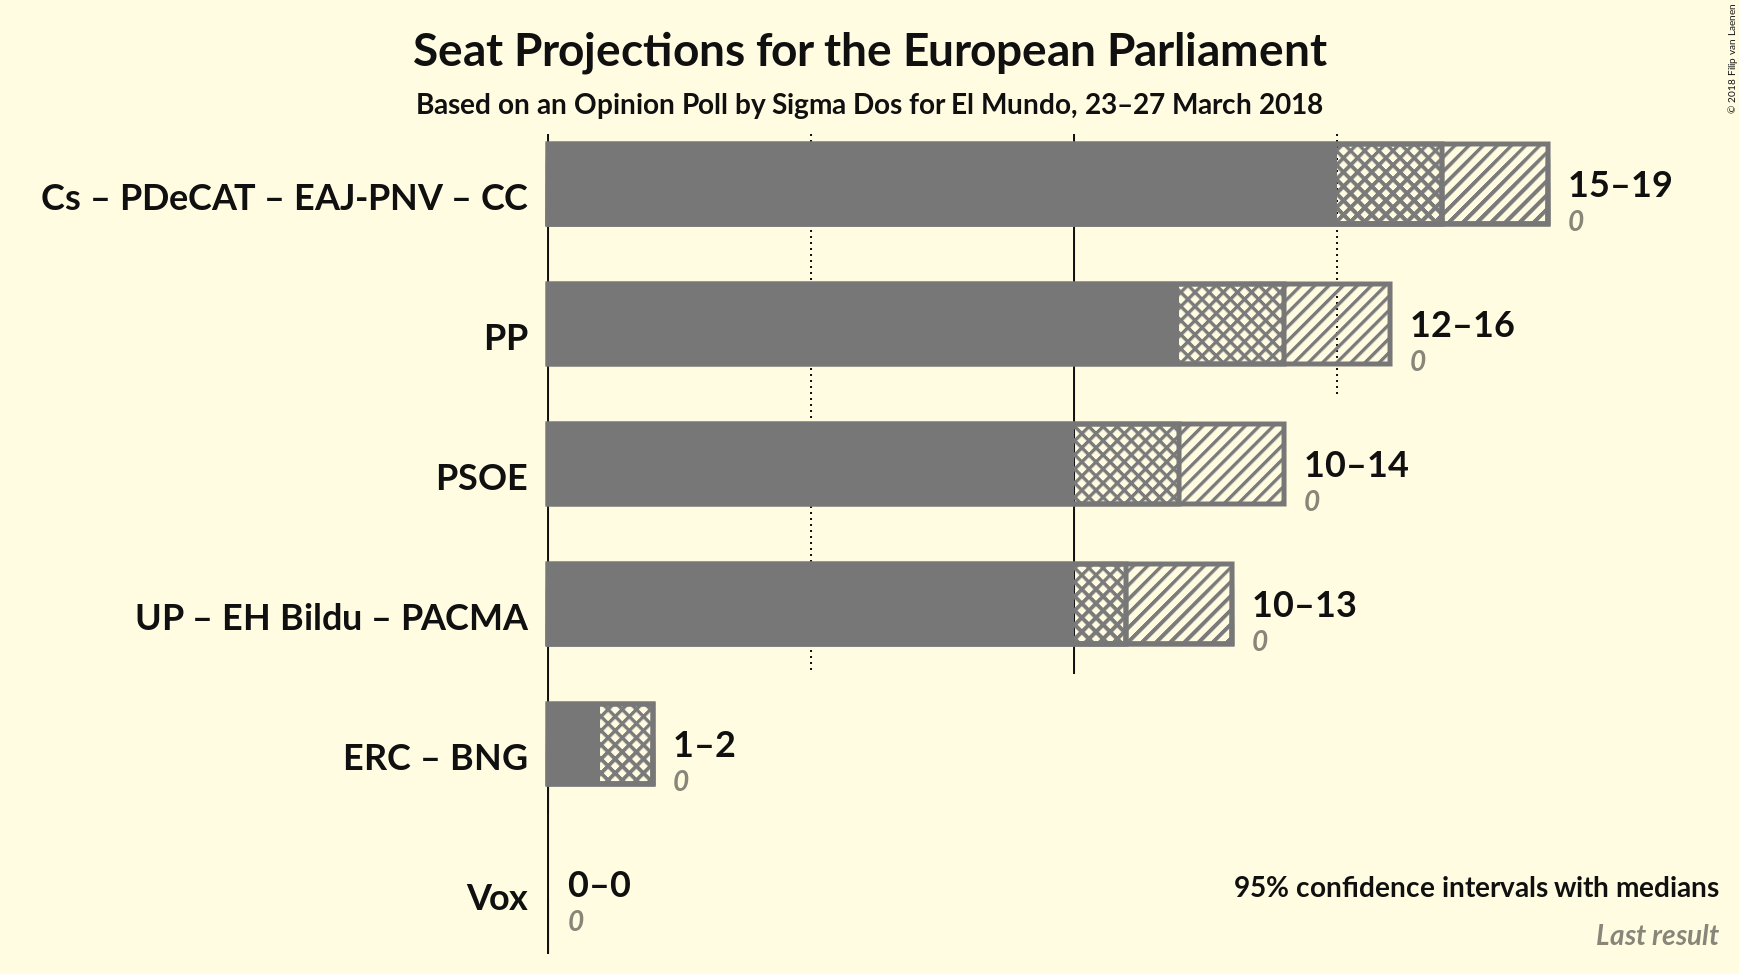 Seat Projections for the European Parliament
Based on an Opinion Poll by Sigma Dos for El Mundo, 23–27 March 2018
© 2018 Filip van Laenen
Cs – PDeCAT – EAJ-PNV – CC
15–19
0
PP
12–16
0
PSOE
10–14
0
UP – EH Bildu – PACMA
10–13
0
ERC – BNG
1–2
0
Vox
0–0
0
95% confidence intervals with medians
Last result